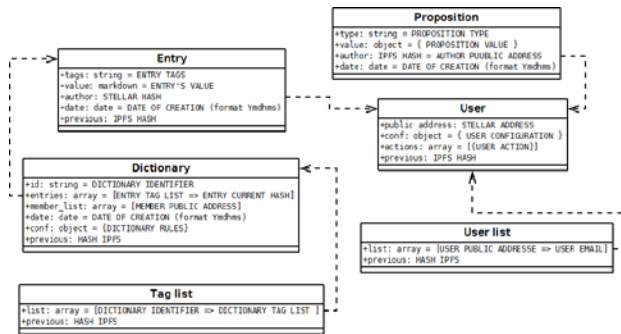 Proposition
+type: string = PROPOSITION TYPE
+value: object = { PROPOSITION VALUE }
+author: IPFS HASH = AUTHOR PUUBLIC ADDRESS
+date: date = DATE OF CREATION (format Ymdhms)
Entry
+tags: string = ENTRY TAGS
+value: markdown = ENTRY'S VALUE
+author: STELLAR HASH
+date: date = DATE OF CREATION (format Ymdhms)
+previous: IPFS HASH
User
+public address: STELLAR ADDRESS
+conf: object = { USER CONFIGURATION }
+actions: array = [{USER ACTION}]
+previous: IPFS HASH
Dictionary
+id: string = DICTIONARY IDENTIFIER
+entries: array = [ENTRY TAG LIST => ENTRY CURRENT HASH]
+member_list: array = [MEMBER PUBLIC ADDRESS]
+date: date = DATE OF CREATION (format Ymdhms)
+conf: object = {DICTIONARY RULES}
+previous: HASH IPFS
User list
+list: array = [USER PUBLIC ADDRESSE => USER EMAIL]
+previous: HASH IPFS
Tag list
+list: array = [DICTIONARY IDENTIFIER => DICTIONARY TAG LIST ]
+previous: HASH IPFS